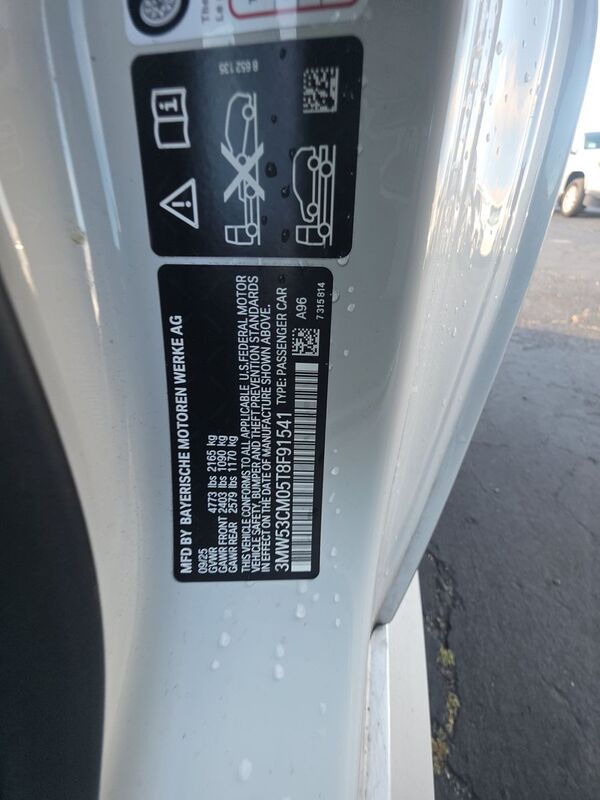 8 652 135
MFD BY BAYERISCHE MOTOREN WERKE AG
09/25
GVWR 4773 lbs 2165 kg
GAWR FRONT 2403 lbs 1090 kg
GAWR REAR 2579 lbs 1170 kg
THIS VEHICLE CONFORMS TO ALL APPLICABLE U.S. FEDERAL MOTOR
VEHICLE SAFETY, BUMPER AND THEFT PREVENTION STANDARDS
IN EFFECT ON THE DATE OF MANUFACTURE SHOWN ABOVE.
3MW53CM05T8F91541 TYPE: PASSENGER CAR
A96
7 315 814